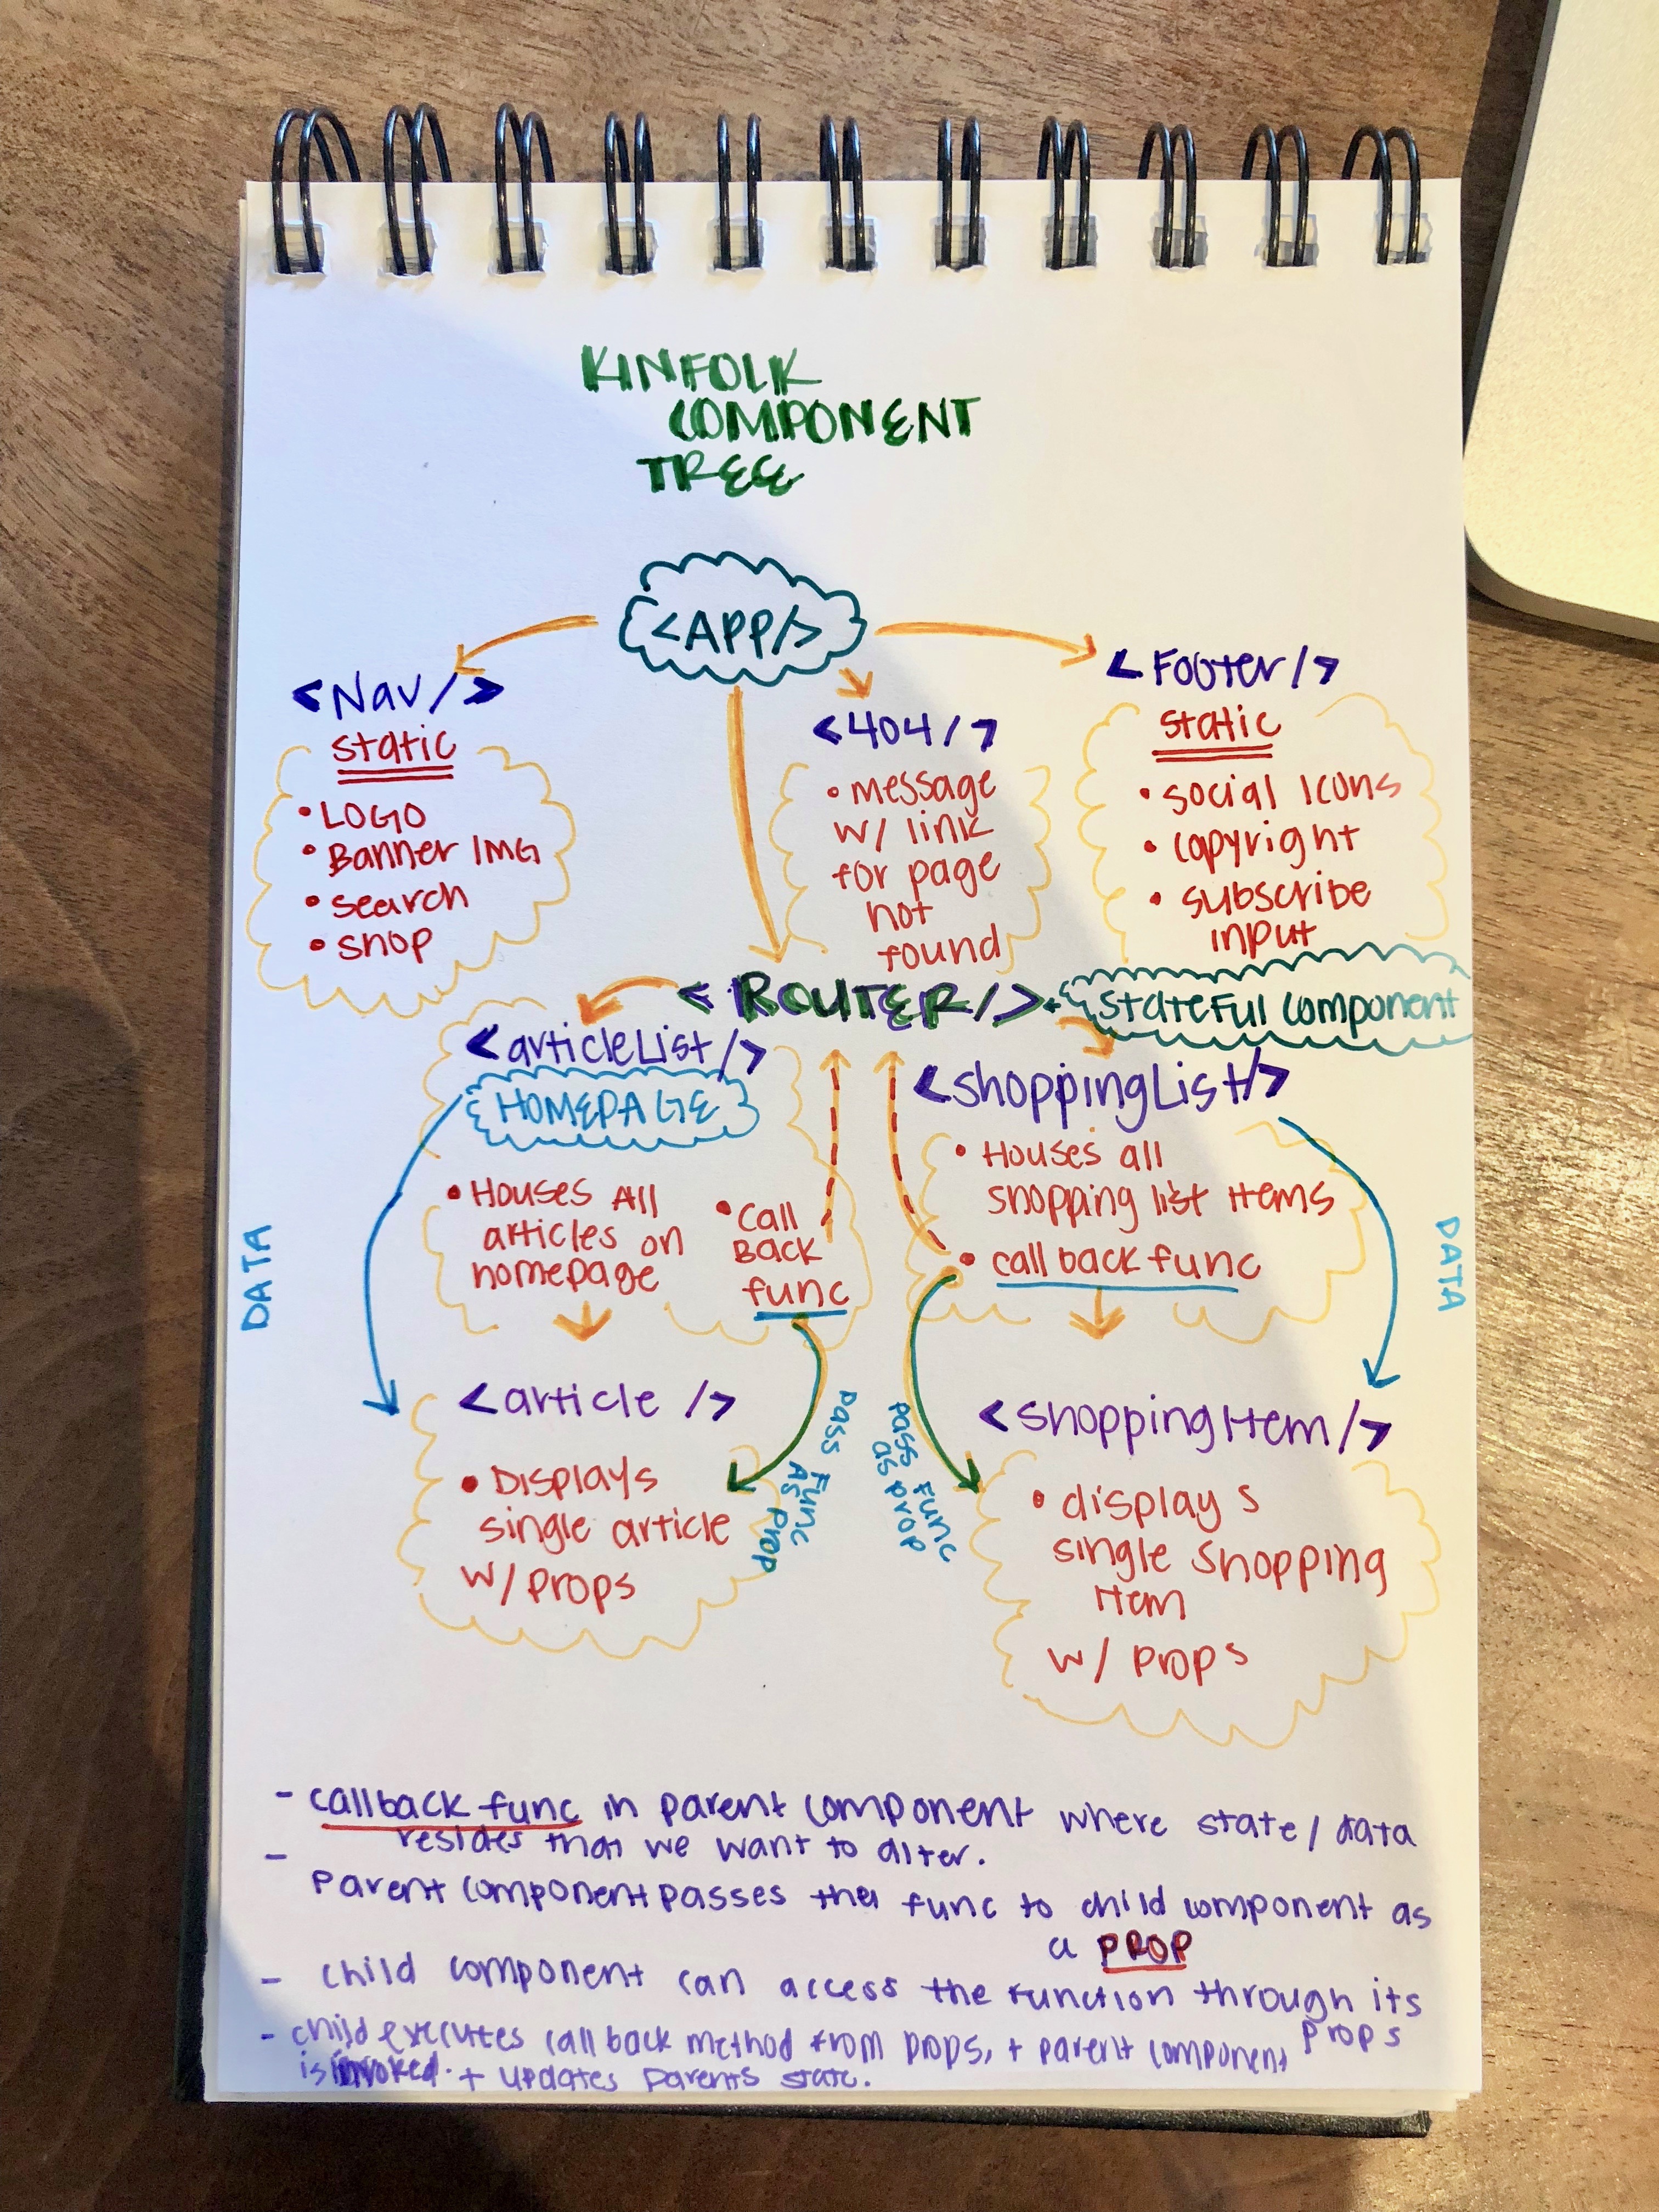 KINFOLK
COMPONENT
TREE
<APP/>
<Nav/>
static
• LOGO
• Banner IMG
• search
• shop
<404/>
• message
w/ link
for page
not
found
<Footer/>
static
• social icons
• copyright
• subscribe
input
<ROUTER/>
stateful component
<articleList/>
HOMEPAGE
• Houses All
articles on
homepage
• Call
Back
func
<shoppingList/>
• Houses all
shopping list items
• call back func
DATA
DATA
<article />
• Displays
single article
w/ props
pass func
As prop
pass func
as prop
<shoppingItem/>
• displays
single shopping
item
w/ props
- callback func in parent component where state/data
resides that we want to alter.
- Parent component passes the func to child component as
a PROP
- child component can access the function through its
props
- child executes call back method from props, + parent component
is invoked. + updates parents state.